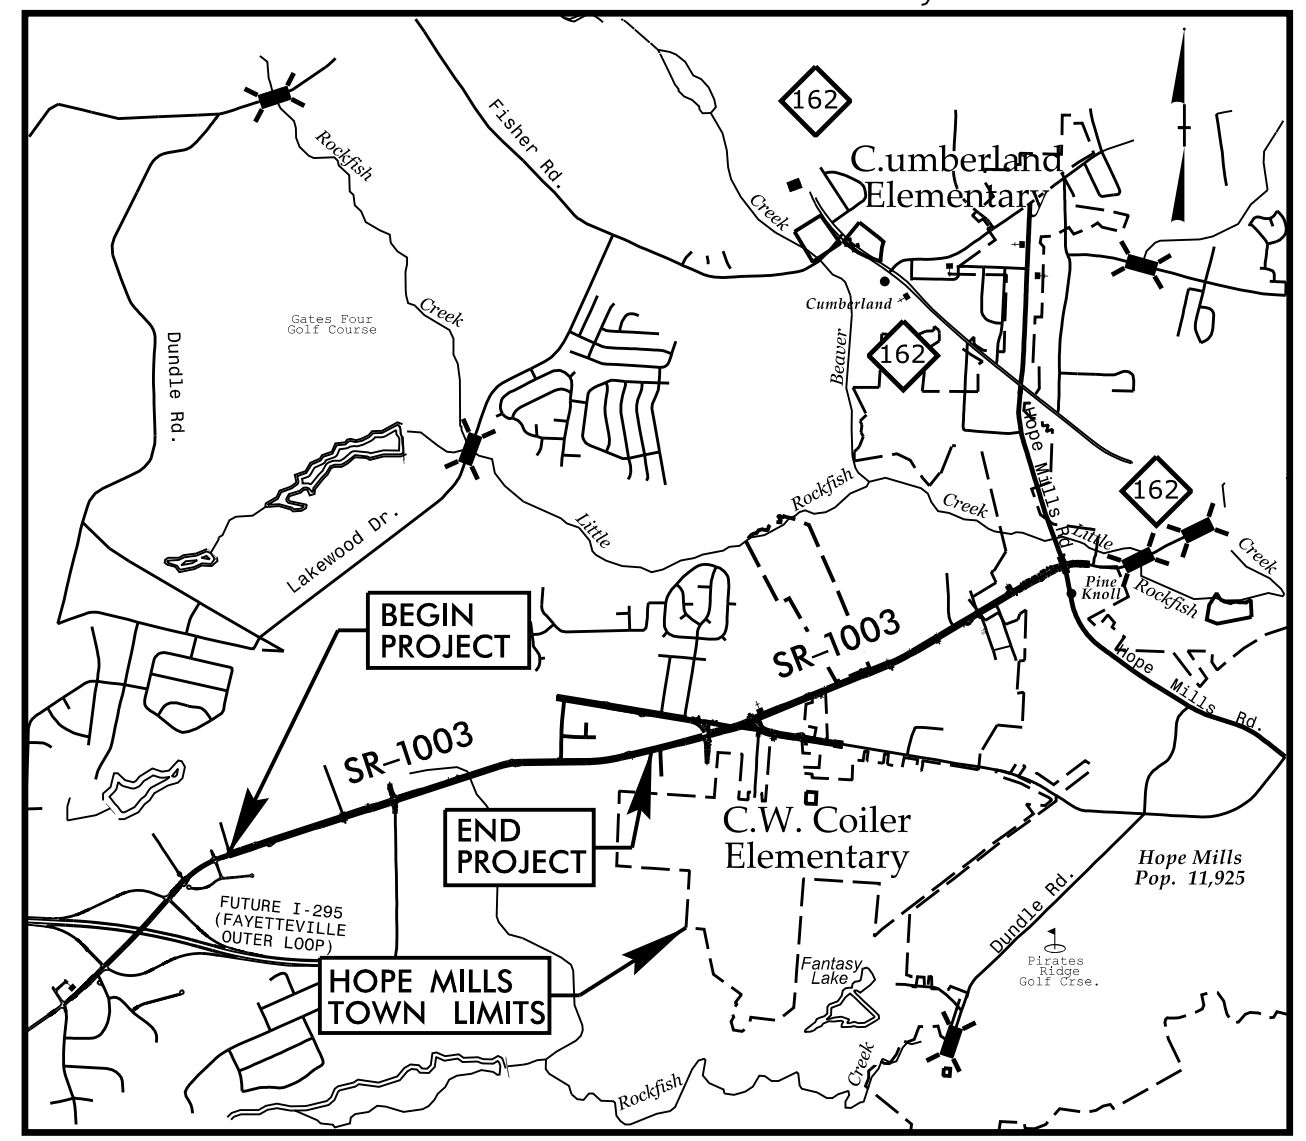 162
C.umberland
Elementary
Fisher Rd.
Rockfish
Creek
Creek
Cumberland
Gates Four
Golf Course
Creek
Dundle Rd.
Beaver
162
Hope Mills Rd
162
Rockfish
Creek
Little
Lakewood Dr.
Little
Creek
Pine
Knoll
Rockfish
BEGIN
PROJECT
SR-1003
Hope Mills Rd.
SR-1003
END
PROJECT
C.W. Coiler
Elementary
Hope Mills
Pop. 11,925
FUTURE I-295
(FAYETTEVILLE
OUTER LOOP)
Dundle Rd.
Pirates
Ridge
Golf Crse.
HOPE MILLS
TOWN LIMITS
Fantasy
Lake
Creek
Rockfish